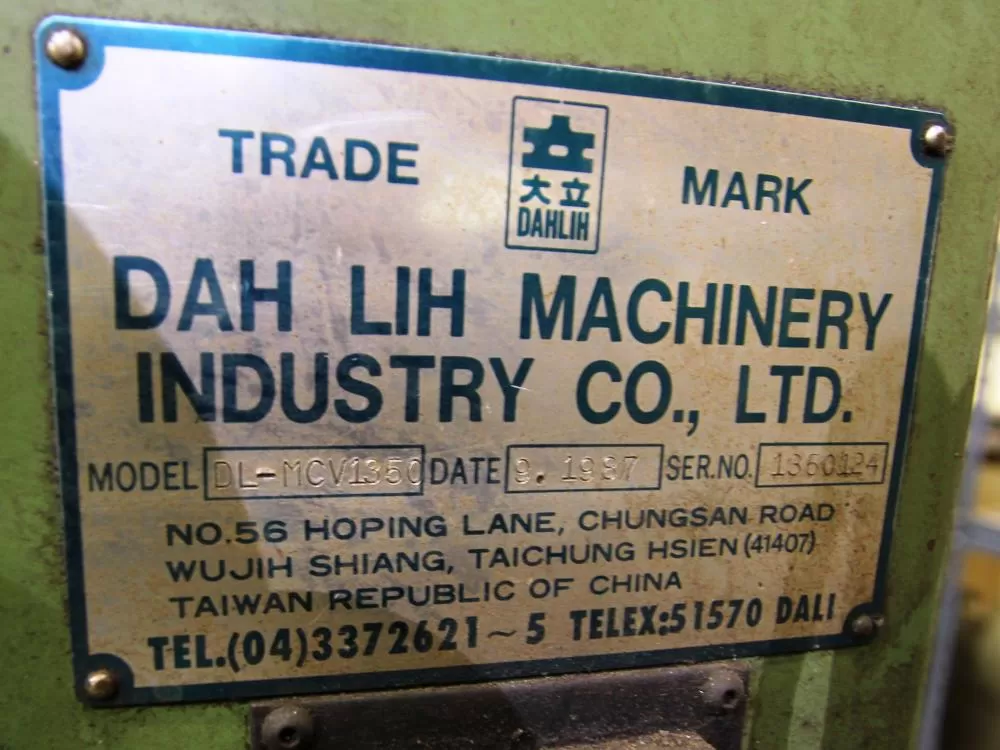 TRADE MARK
大立
DAHLIH
DAH LIH MACHINERY
INDUSTRY CO., LTD.
MODEL DL-MCV1350 DATE 9. 1987 SER.NO. 1360124
NO.56 HOPING LANE, CHUNGSAN ROAD
WUJIH SHIANG, TAICHUNG HSIEN (41407)
TAIWAN REPUBLIC OF CHINA
TEL.(04)3372621~5 TELEX:51570 DALI